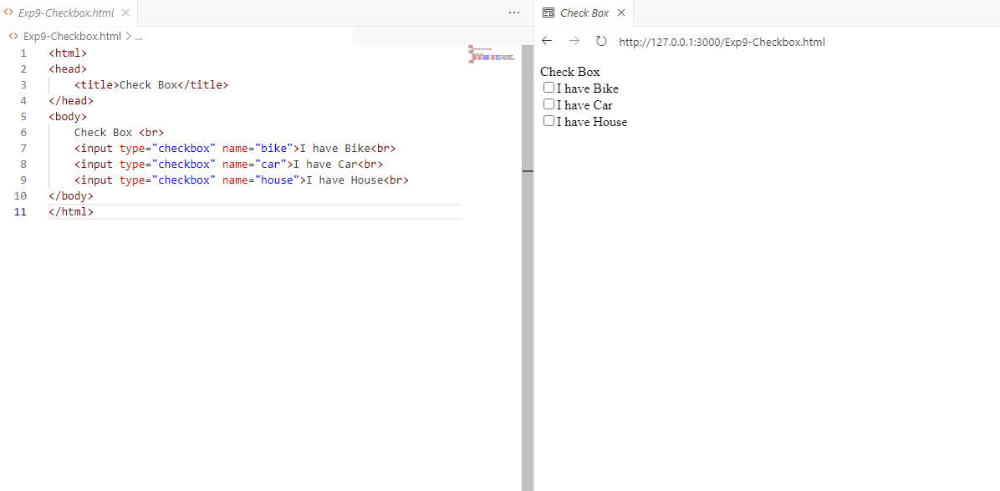 Exp9-Checkbox.html
Exp9-Checkbox.html > ...
1 <html>
2 <head>
3     <title>Check Box</title>
4 </head>
5 <body>
6     Check Box <br>
7     <input type="checkbox" name="bike">I have Bike<br>
8     <input type="checkbox" name="car">I have Car<br>
9     <input type="checkbox" name="house">I have House<br>
10 </body>
11 </html>
Check Box
http://127.0.0.1:3000/Exp9-Checkbox.html
Check Box
I have Bike
I have Car
I have House